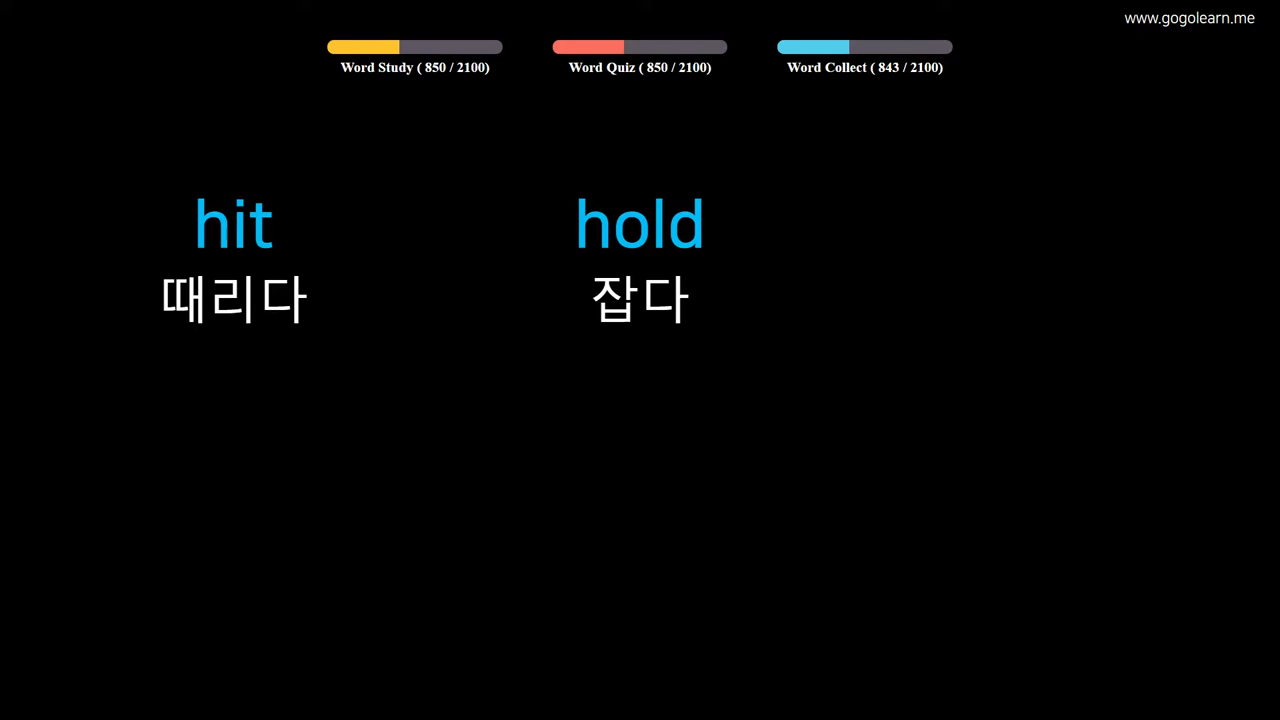 www.gogolearn.me
Word Study ( 850 / 2100)
Word Quiz ( 850 / 2100)
Word Collect ( 843 / 2100)
hit
때리다
hold
잡다